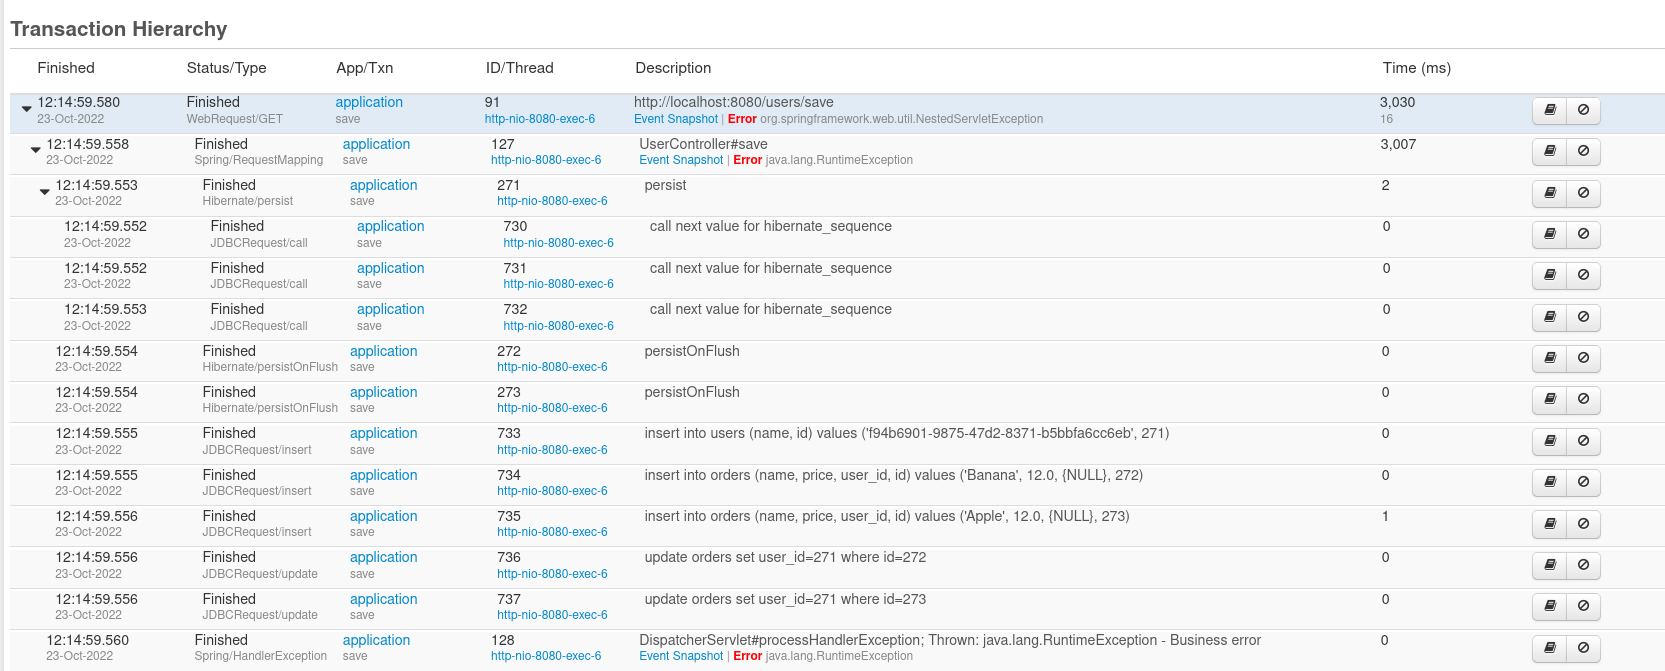 Transaction Hierarchy
Finished Status/Type App/Txn ID/Thread Description Time (ms)
12:14:59.580 Finished application 91 http://localhost:8080/users/save 3,030
23-Oct-2022 WebRequest/GET save http-nio-8080-exec-6 Event Snapshot | Error org.springframework.web.util.NestedServletException 16
12:14:59.558 Finished application 127 UserController#save 3,007
23-Oct-2022 Spring/RequestMapping save http-nio-8080-exec-6 Event Snapshot | Error java.lang.RuntimeException
12:14:59.553 Finished application 271 persist 2
23-Oct-2022 Hibernate/persist save http-nio-8080-exec-6
12:14:59.552 Finished application 730 call next value for hibernate_sequence 0
23-Oct-2022 JDBCRequest/call save http-nio-8080-exec-6
12:14:59.552 Finished application 731 call next value for hibernate_sequence 0
23-Oct-2022 JDBCRequest/call save http-nio-8080-exec-6
12:14:59.553 Finished application 732 call next value for hibernate_sequence 0
23-Oct-2022 JDBCRequest/call save http-nio-8080-exec-6
12:14:59.554 Finished application 272 persistOnFlush 0
23-Oct-2022 Hibernate/persistOnFlush save http-nio-8080-exec-6
12:14:59.554 Finished application 273 persistOnFlush 0
23-Oct-2022 Hibernate/persistOnFlush save http-nio-8080-exec-6
12:14:59.555 Finished application 733 insert into users (name, id) values ('f94b6901-9875-47d2-8371-b5bbfa6cc6eb', 271) 0
23-Oct-2022 JDBCRequest/insert save http-nio-8080-exec-6
12:14:59.555 Finished application 734 insert into orders (name, price, user_id, id) values ('Banana', 12.0, {NULL}, 272) 0
23-Oct-2022 JDBCRequest/insert save http-nio-8080-exec-6
12:14:59.556 Finished application 735 insert into orders (name, price, user_id, id) values ('Apple', 12.0, {NULL}, 273) 1
23-Oct-2022 JDBCRequest/insert save http-nio-8080-exec-6
12:14:59.556 Finished application 736 update orders set user_id=271 where id=272 0
23-Oct-2022 JDBCRequest/update save http-nio-8080-exec-6
12:14:59.556 Finished application 737 update orders set user_id=271 where id=273 0
23-Oct-2022 JDBCRequest/update save http-nio-8080-exec-6
12:14:59.560 Finished application 128 DispatcherServlet#processHandlerException; Thrown: java.lang.RuntimeException - Business error 0
23-Oct-2022 Spring/HandlerException save http-nio-8080-exec-6 Event Snapshot | Error java.lang.RuntimeException